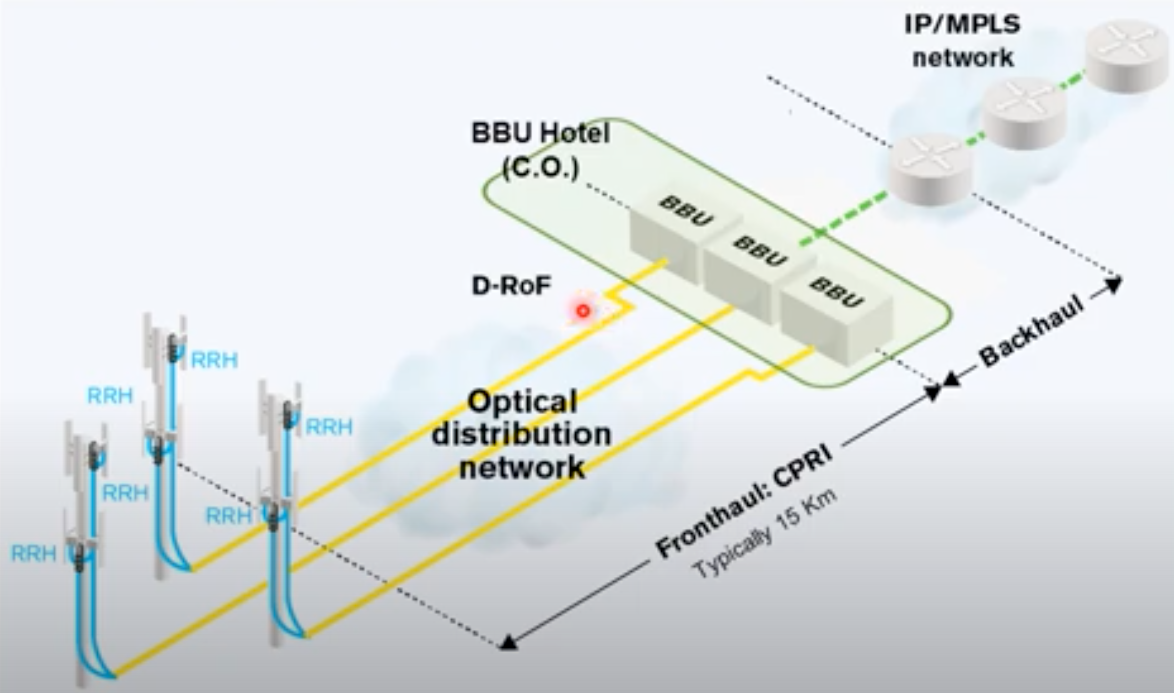 IP/MPLS
network
BBU Hotel
(C.O.)
BBU
BBU
BBU
D-RoF
Backhaul
RRH
RRH
RRH
RRH
RRH
RRH
Optical
distribution
network
Fronthaul: CPRI
Typically 15 Km